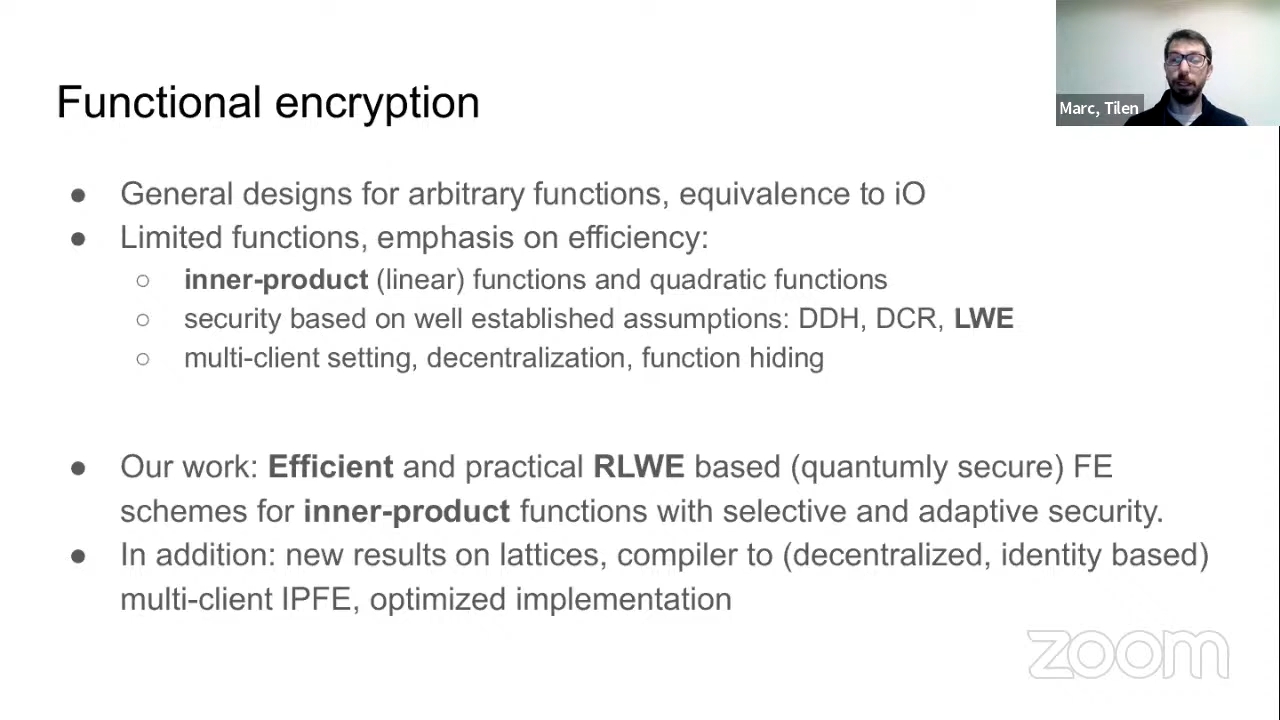 Marc, Tilen
Functional encryption
● General designs for arbitrary functions, equivalence to iO
● Limited functions, emphasis on efficiency:
○ inner-product (linear) functions and quadratic functions
○ security based on well established assumptions: DDH, DCR, LWE
○ multi-client setting, decentralization, function hiding
● Our work: Efficient and practical RLWE based (quantumly secure) FE
schemes for inner-product functions with selective and adaptive security.
● In addition: new results on lattices, compiler to (decentralized, identity based)
multi-client IPFE, optimized implementation
zoom